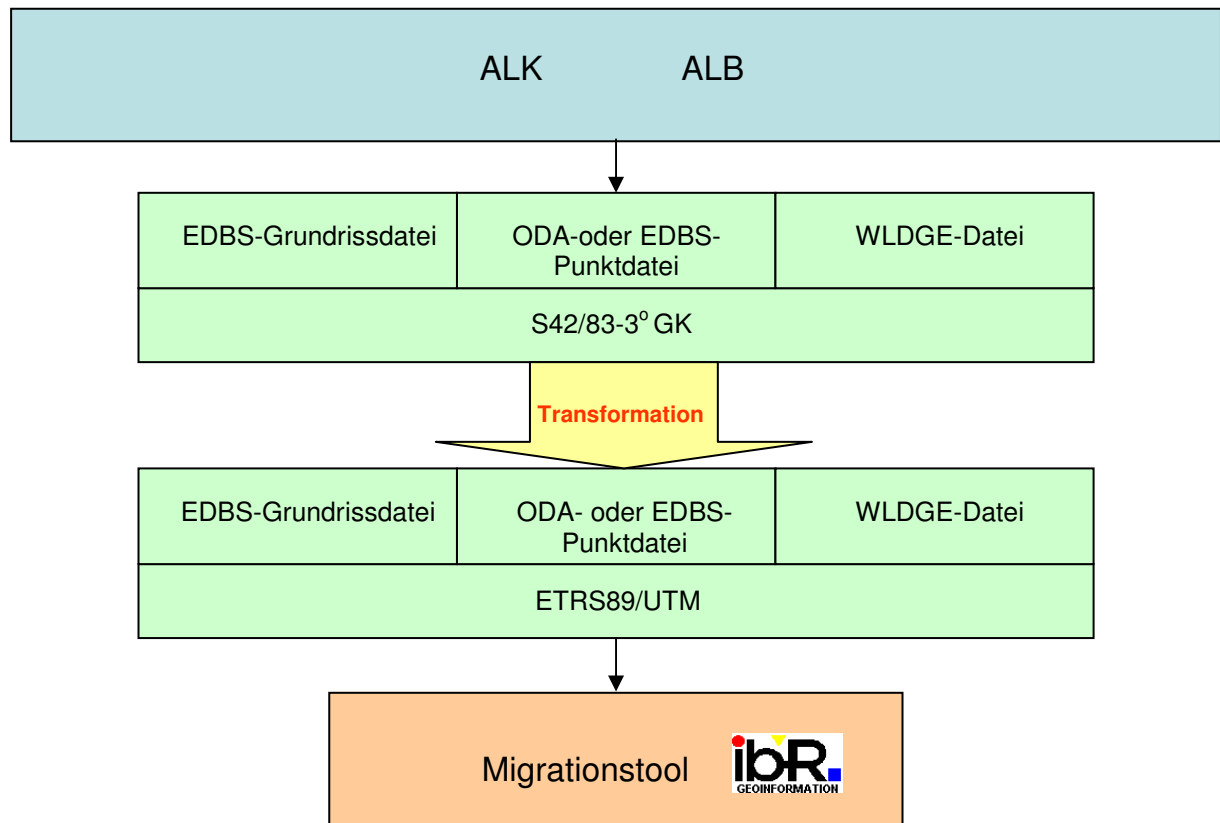 ALK ALB
EDBS-Grundrissdatei
ODA-oder EDBS-
Punktdatei
WLDGE-Datei
S42/83-3° GK
Transformation
EDBS-Grundrissdatei
ODA- oder EDBS-
Punktdatei
WLDGE-Datei
ETRS89/UTM
Migrationstool
ibR.
GEOINFORMATION